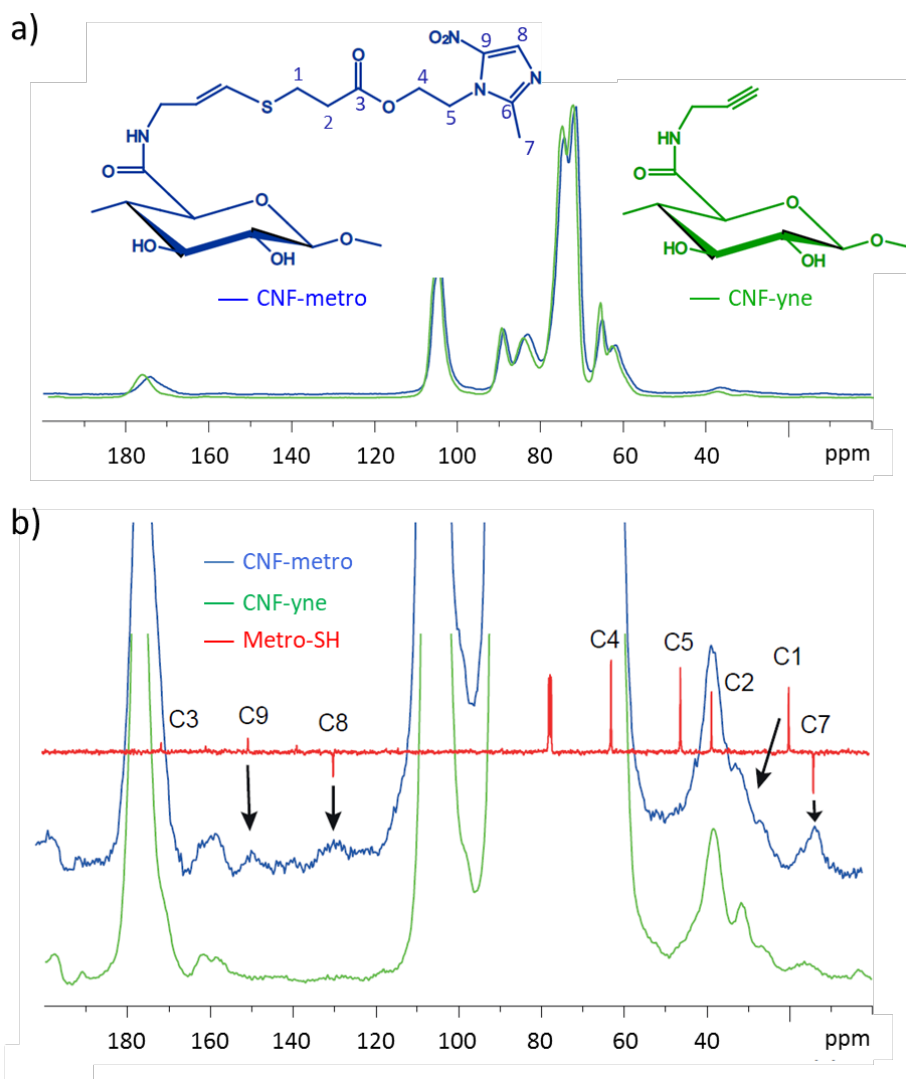 a)
O₂N
9
8
O
1
4
N
N
S
3
O
2
5
6
7
HN
HN
O
O
O
O
HO
O
HO
O
OH
OH
CNF-metro
CNF-yne
180 160 140 120 100 80 60 40 ppm
b)
CNF-metro
CNF-yne
Metro-SH
C4
C5
C1
C2
C3
C9
C8
C7
180 160 140 120 100 80 60 40 ppm